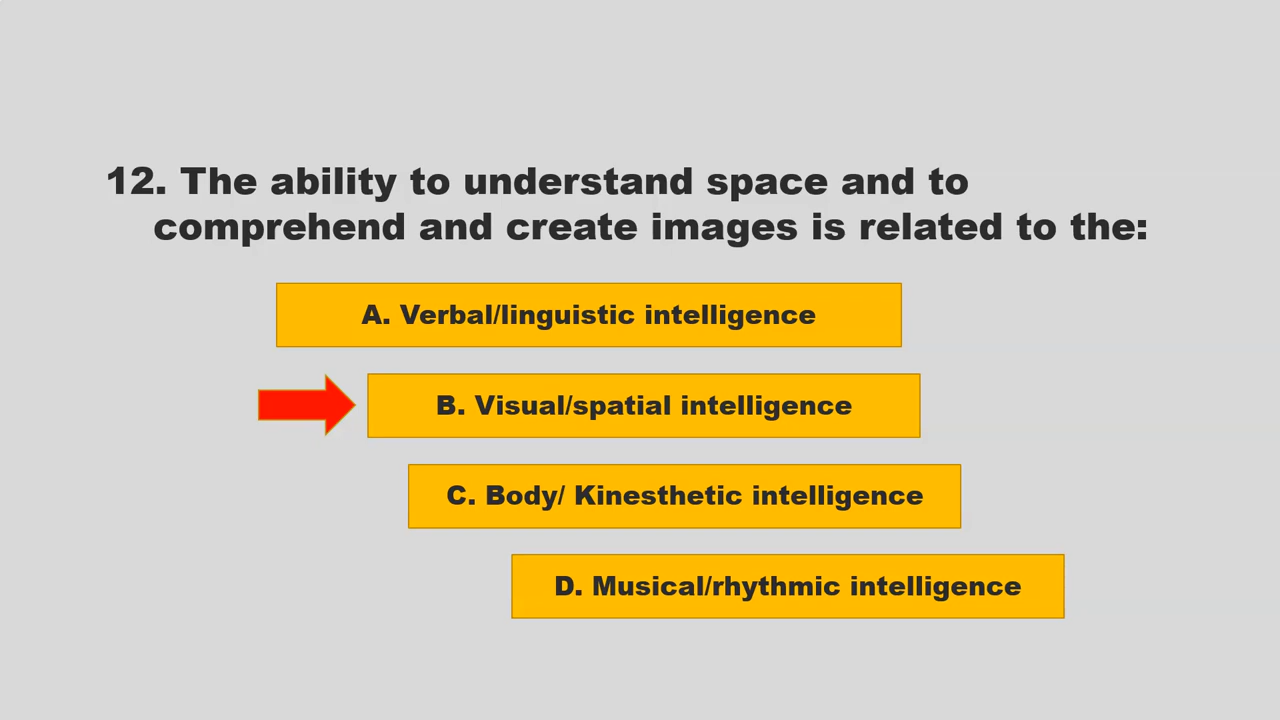 12. The ability to understand space and to
comprehend and create images is related to the:
A. Verbal/linguistic intelligence
B. Visual/spatial intelligence
C. Body/ Kinesthetic intelligence
D. Musical/rhythmic intelligence